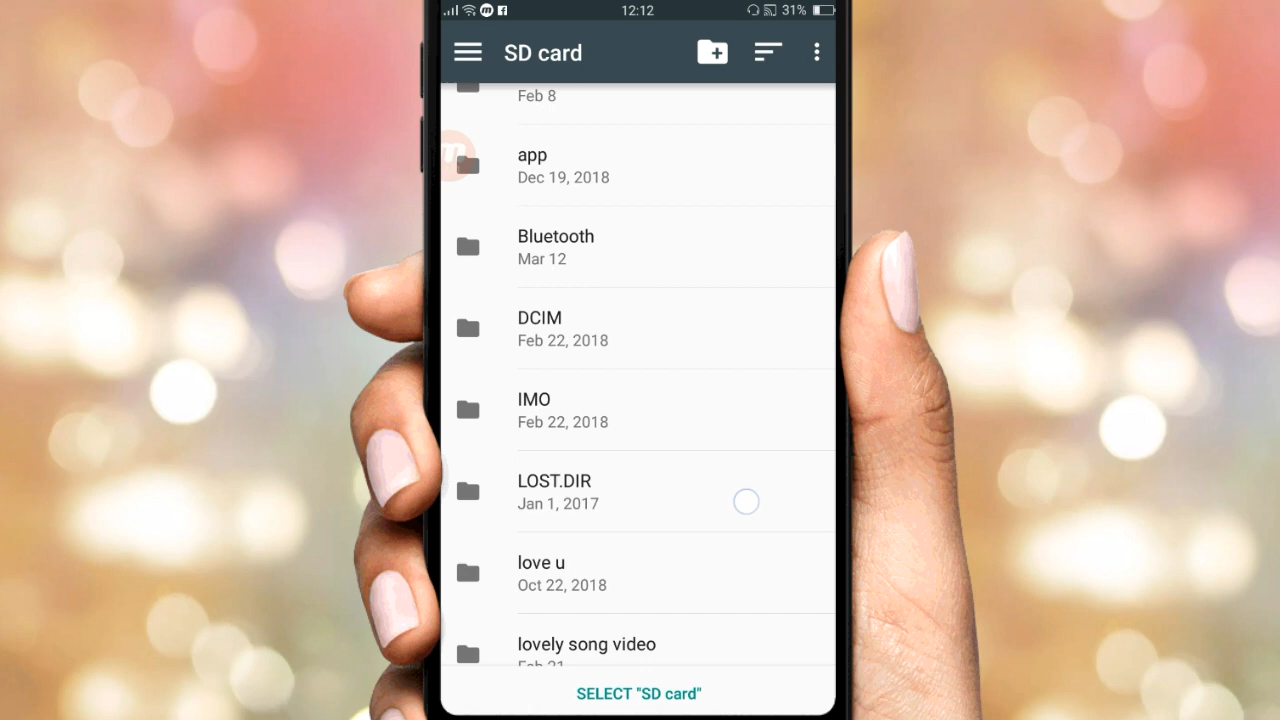 12:12
31%
SD card
Feb 8
app
Dec 19, 2018
Bluetooth
Mar 12
DCIM
Feb 22, 2018
IMO
Feb 22, 2018
LOST.DIR
Jan 1, 2017
love u
Oct 22, 2018
lovely song video
Feb 21
SELECT "SD card"